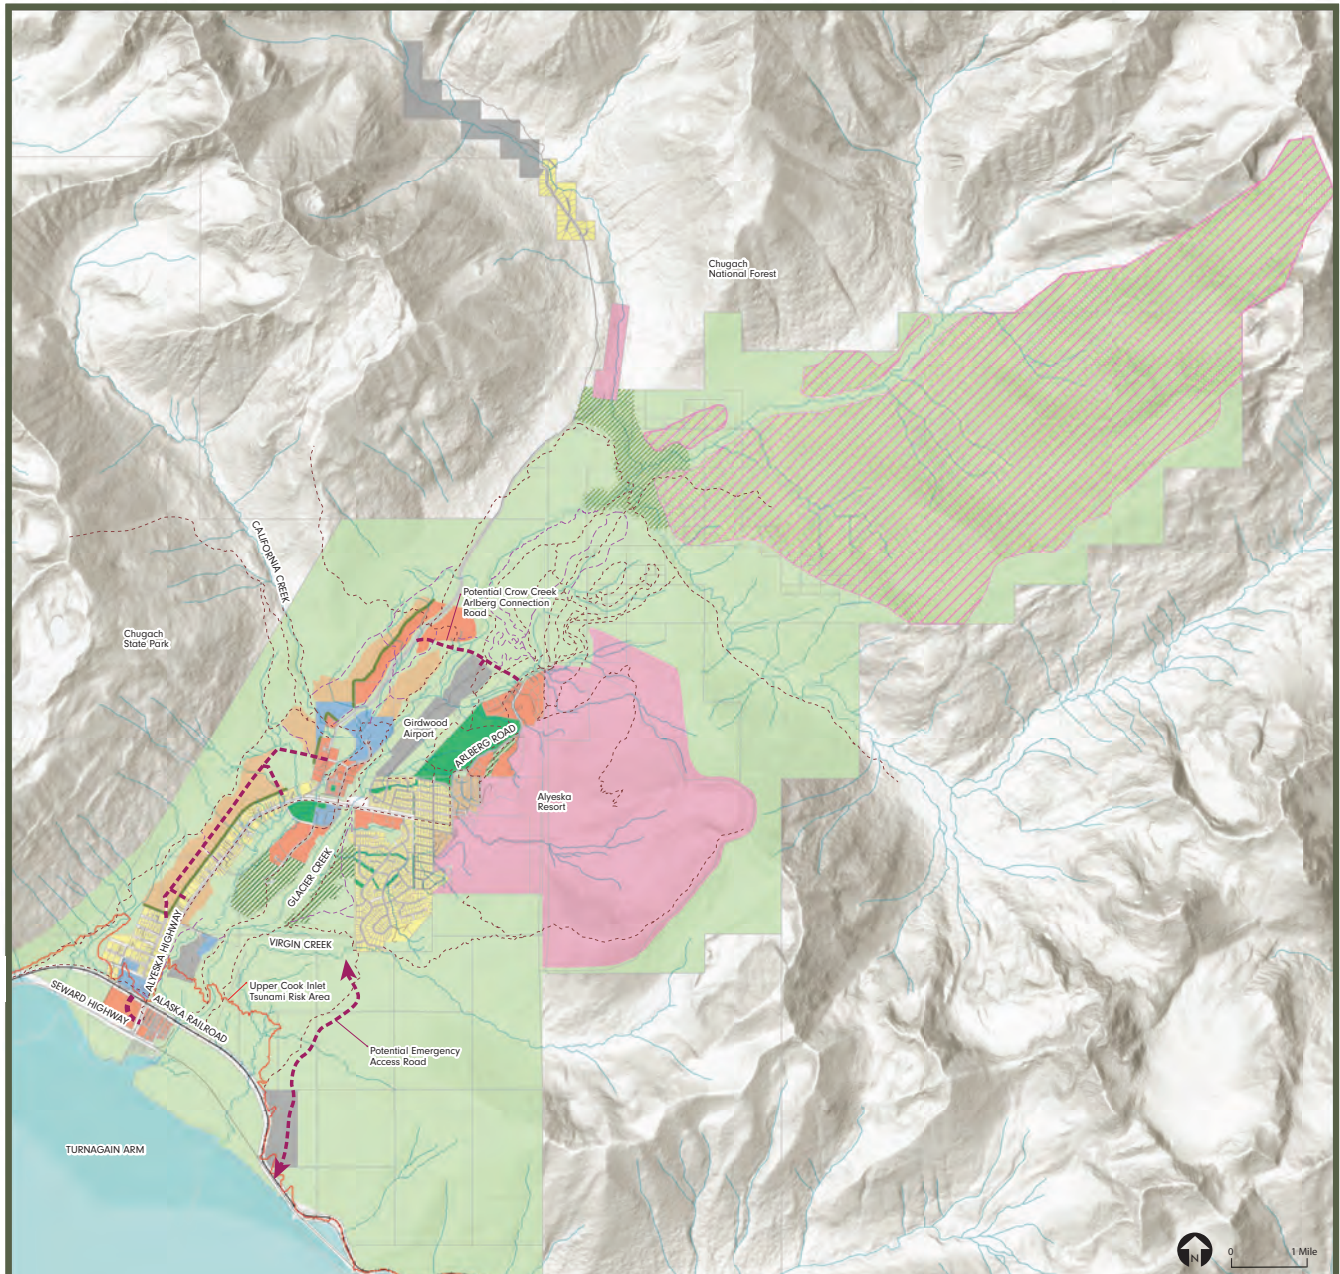 Chugach
National Forest
CALIFORNIA CREEK
Potential Crow Creek
Arlberg Connection
Road
Chugach
State Park
Girdwood
Airport
ARLBERG ROAD
Alyeska
Resort
GLACIER CREEK
ALYESKA HIGHWAY
VIRGIN CREEK
Upper Cook Inlet
Tsunami Risk Area
SEWARD HIGHWAY
ALASKA RAILROAD
Potential Emergency
Access Road
TURNAGAIN ARM
N
0 1 Mile